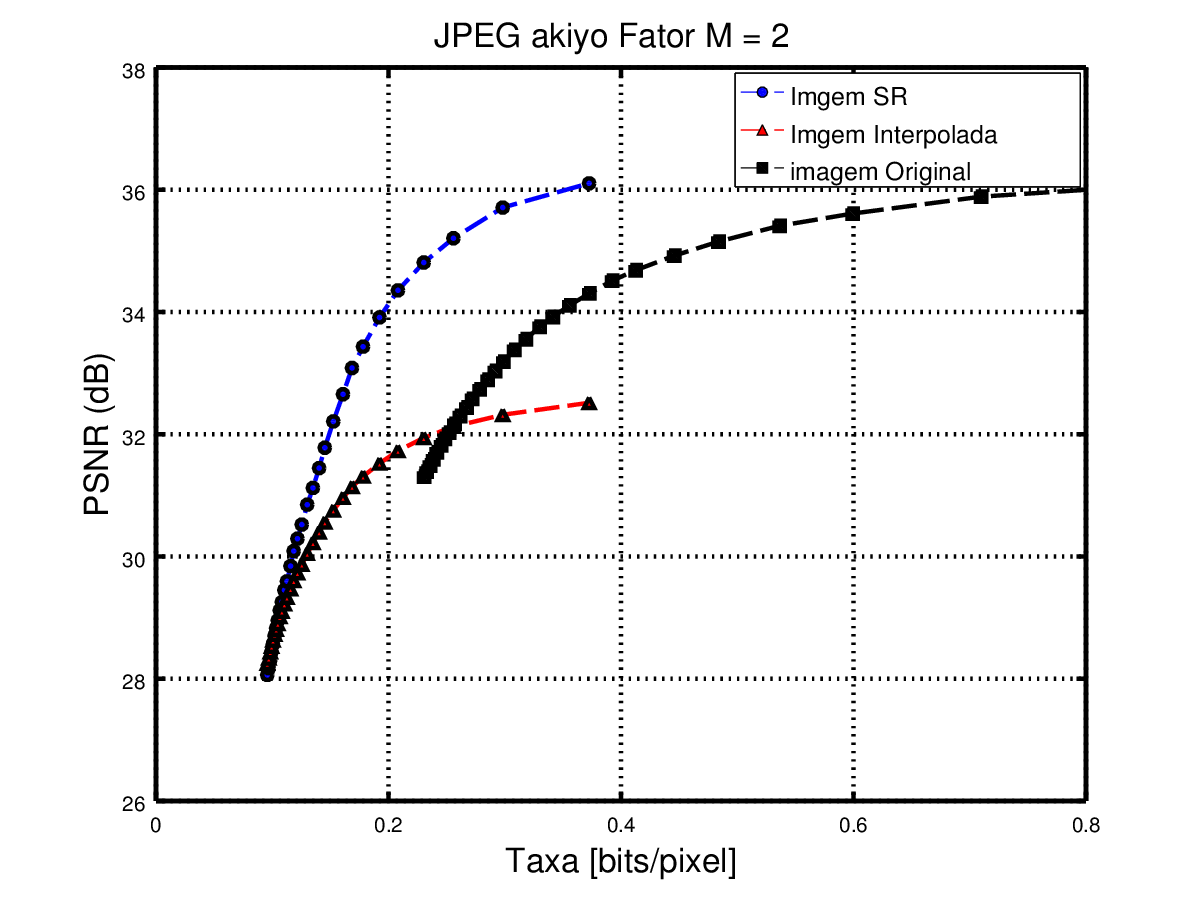 JPEG akiyo Fator M = 2
Imgem SR
Imgem Interpolada
imagem Original
PSNR (dB)
38
36
34
32
30
28
26
0
0.2
0.4
0.6
0.8
Taxa [bits/pixel]